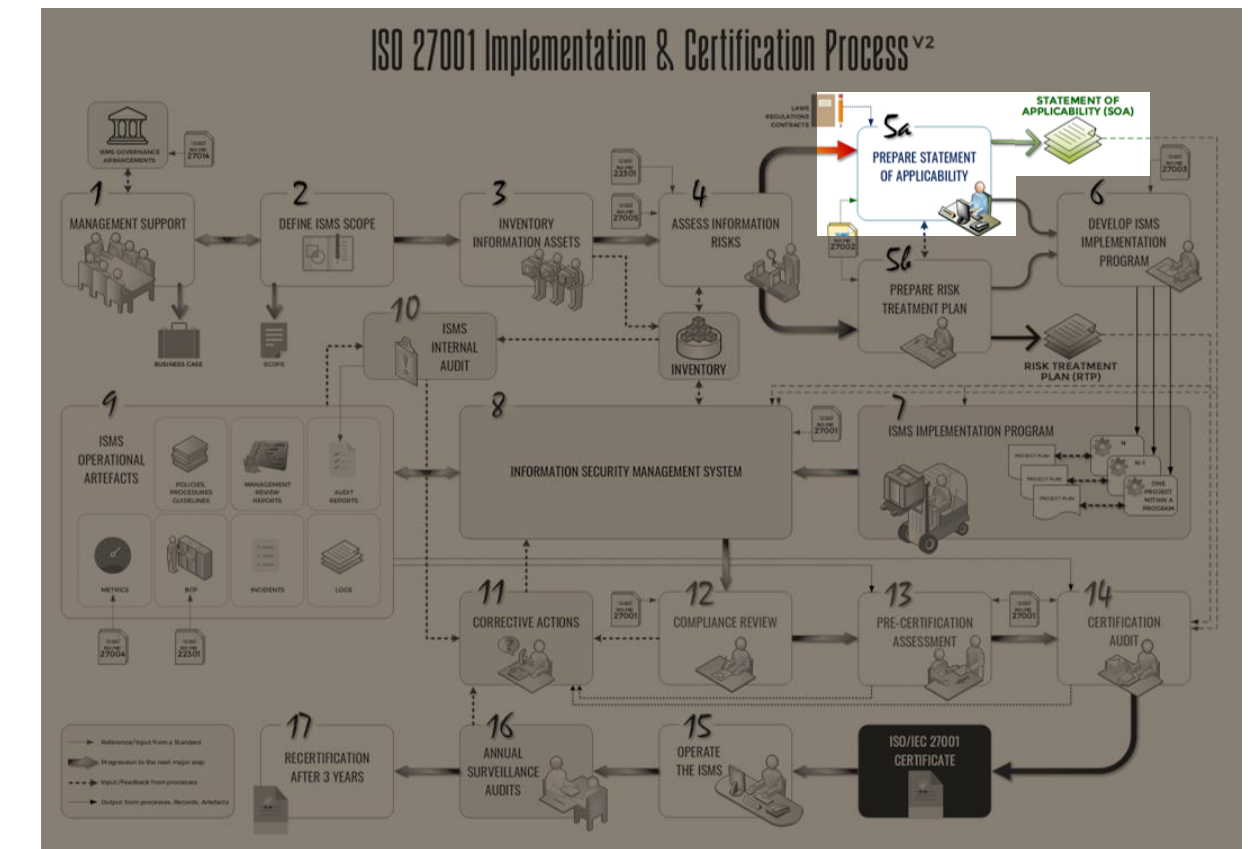 ISO 27001 Implementation & Certification Process V2
LAWS
REGULATIONS
CONTRACTS
STATEMENT OF
APPLICABILITY (SOA)
ISMS GOVERNANCE
ARRANGEMENTS
27014
1
MANAGEMENT SUPPORT
BUSINESS CASE
2
DEFINE ISMS SCOPE
SCOPE
3
INVENTORY
INFORMATION ASSETS
22301
27005
4
ASSESS INFORMATION
RISKS
5a
PREPARE STATEMENT
OF APPLICABILITY
27002
5b
PREPARE RISK
TREATMENT PLAN
RISK TREATMENT
PLAN (RTP)
27003
6
DEVELOP ISMS
IMPLEMENTATION
PROGRAM
10
ISMS
INTERNAL
AUDIT
INVENTORY
9
ISMS
OPERATIONAL
ARTEFACTS
POLICIES,
PROCEDURES
GUIDELINES
MANAGEMENT
REVIEW
REPORTS
AUDIT
REPORTS
METRICS
BCP
INCIDENTS
LOGS
27004
22301
8
INFORMATION SECURITY MANAGEMENT SYSTEM
27001
7
ISMS IMPLEMENTATION PROGRAM
PROJECT PLAN
PROJECT PLAN
PROJECT PLAN
N
N-1
ONE
PROJECT
WITHIN A
PROGRAM
11
CORRECTIVE ACTIONS
27001
12
COMPLIANCE REVIEW
13
PRE-CERTIFICATION
ASSESSMENT
27001
14
CERTIFICATION
AUDIT
Reference/Input from a Standard
Progression to the next major step
Input/Feedback from processes
Output from processes, Records, Artefacts
17
RECERTIFICATION
AFTER 3 YEARS
16
ANNUAL
SURVEILLANCE
AUDITS
15
OPERATE
THE ISMS
ISO/IEC 27001
CERTIFICATE